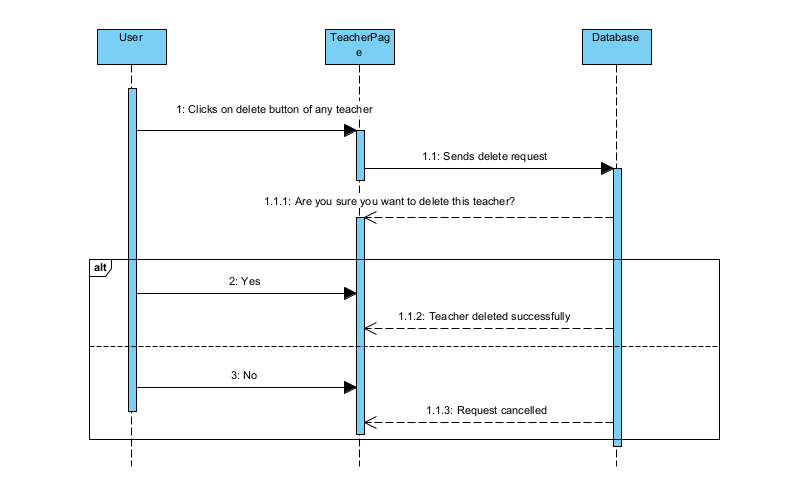 User
TeacherPag
e
Database
1: Clicks on delete button of any teacher
1.1: Sends delete request
1.1.1: Are you sure you want to delete this teacher?
alt
2: Yes
1.1.2: Teacher deleted successfully
3: No
1.1.3: Request cancelled